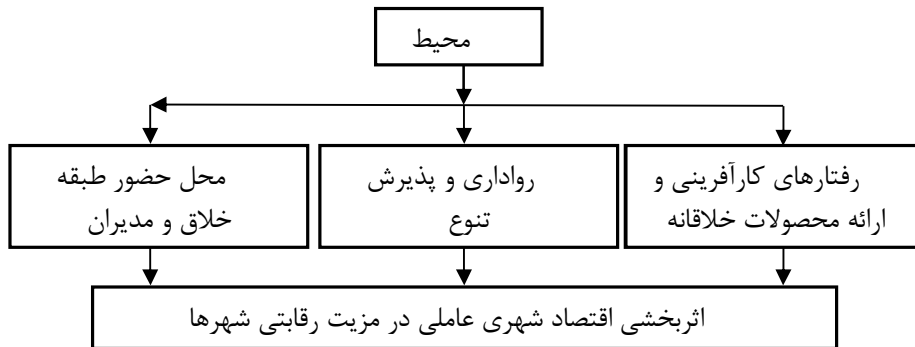 محیط
رفتارهای کارآفرینی و
ارائه محصولات خلاقانه
رواداری و پذیرش
تنوع
محل حضور طبقه
خلاق و مدیران
اثربخشی اقتصاد شهری عاملی در مزیت رقابتی شهرها